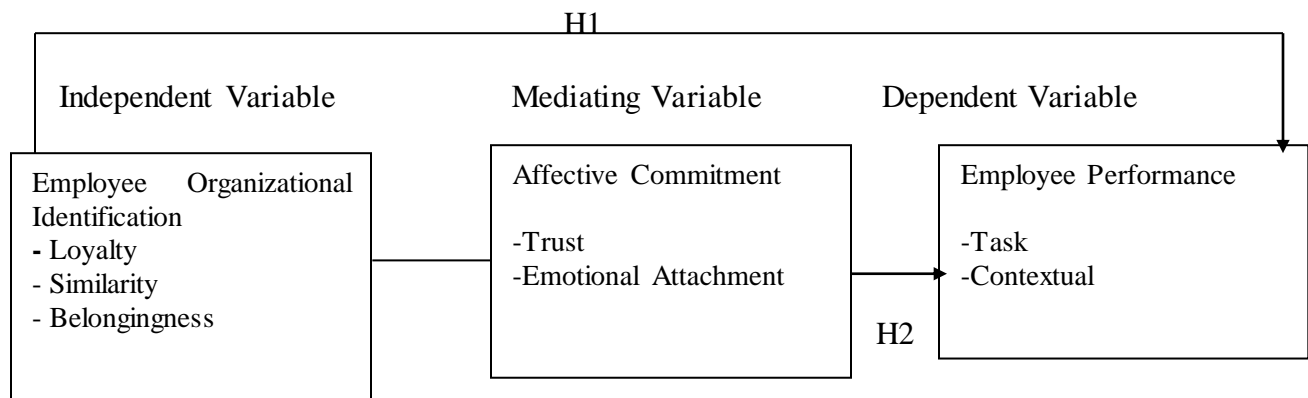 H1
Independent Variable
Mediating Variable
Dependent Variable
Employee Organizational
Identification
- Loyalty
- Similarity
- Belongingness
Affective Commitment
-Trust
-Emotional Attachment
Employee Performance
-Task
-Contextual
H2